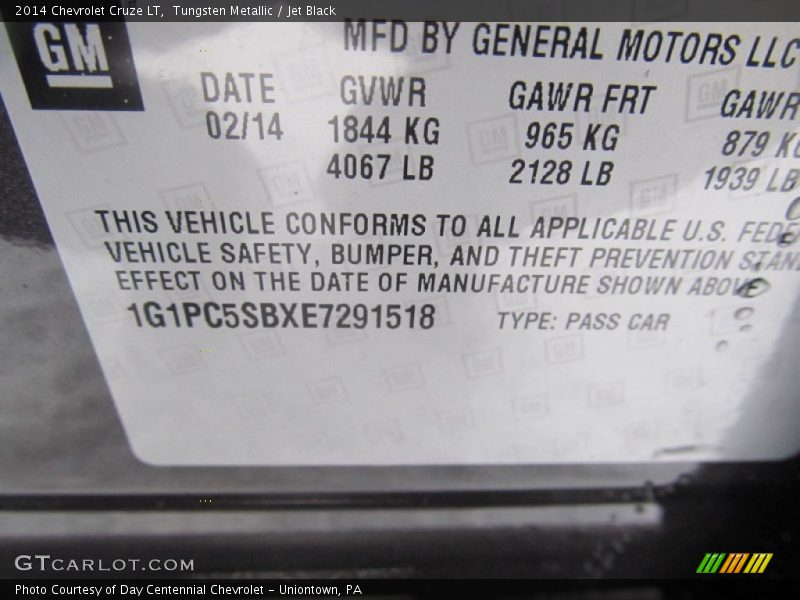 2014 Chevrolet Cruze LT, Tungsten Metallic / Jet Black
GM
MFD BY GENERAL MOTORS LLC
DATE GVWR GAWR FRT GAWR
02/14 1844 KG 965 KG 879 KG
4067 LB 2128 LB 1939 LB
THIS VEHICLE CONFORMS TO ALL APPLICABLE U.S.
VEHICLE SAFETY, BUMPER, AND THEFT PREVENTION
EFFECT ON THE DATE OF MANUFACTURE SHOWN ABOVE
1G1PC5SBXE7291518 TYPE: PASS CAR
GTCARLOT.COM
Photo Courtesy of Day Centennial Chevrolet - Uniontown, PA